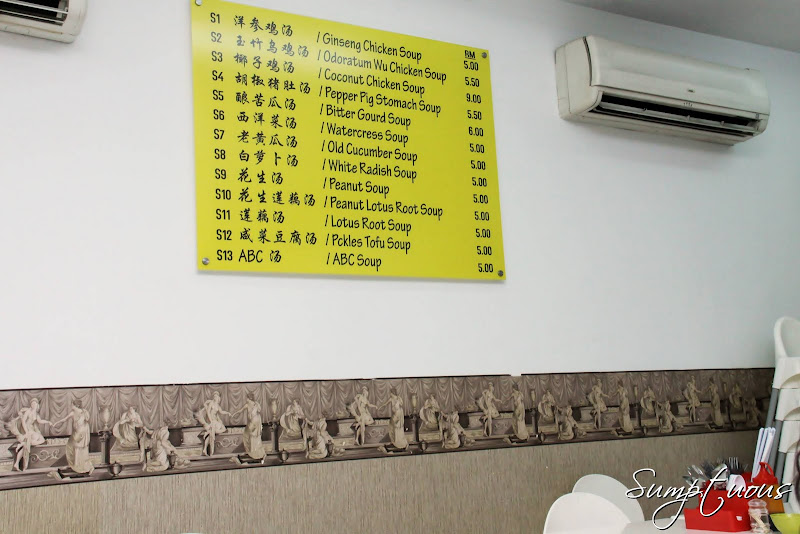 RM
S1 洋参鸡汤 / Ginseng Chicken Soup 5.00
S2 玉竹乌鸡汤 / Odoratum Wu Chicken Soup 5.50
S3 椰子鸡汤 / Coconut Chicken Soup 9.00
S4 胡椒猪肚汤 / Pepper Pig Stomach Soup 5.50
S5 酿苦瓜汤 / Bitter Gourd Soup 6.00
S6 西洋菜汤 / Watercress Soup 5.00
S7 老黄瓜汤 / Old Cucumber Soup 5.00
S8 白萝卜汤 / White Radish Soup 5.00
S9 花生汤 / Peanut Soup 5.00
S10 花生莲藕汤 / Peanut Lotus Root Soup 5.00
S11 莲藕汤 / Lotus Root Soup 5.00
S12 咸菜豆腐汤 / Pckles Tofu Soup 5.00
S13 ABC 汤 / ABC Soup 5.00
Sumptuous